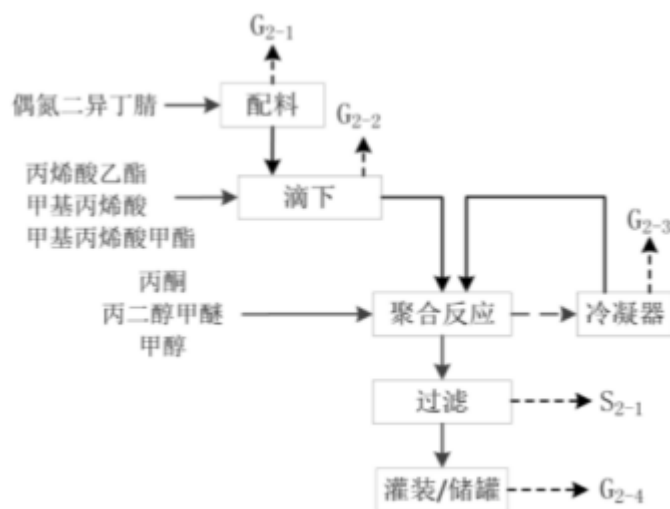 G2-1
偶氮二异丁腈
配料
G2-2
丙烯酸乙酯
甲基丙烯酸
甲基丙烯酸甲酯
滴下
G2-3
丙酮
丙二醇甲醚
甲醇
聚合反应
冷凝器
过滤
S2-1
灌装/储罐
G2-4